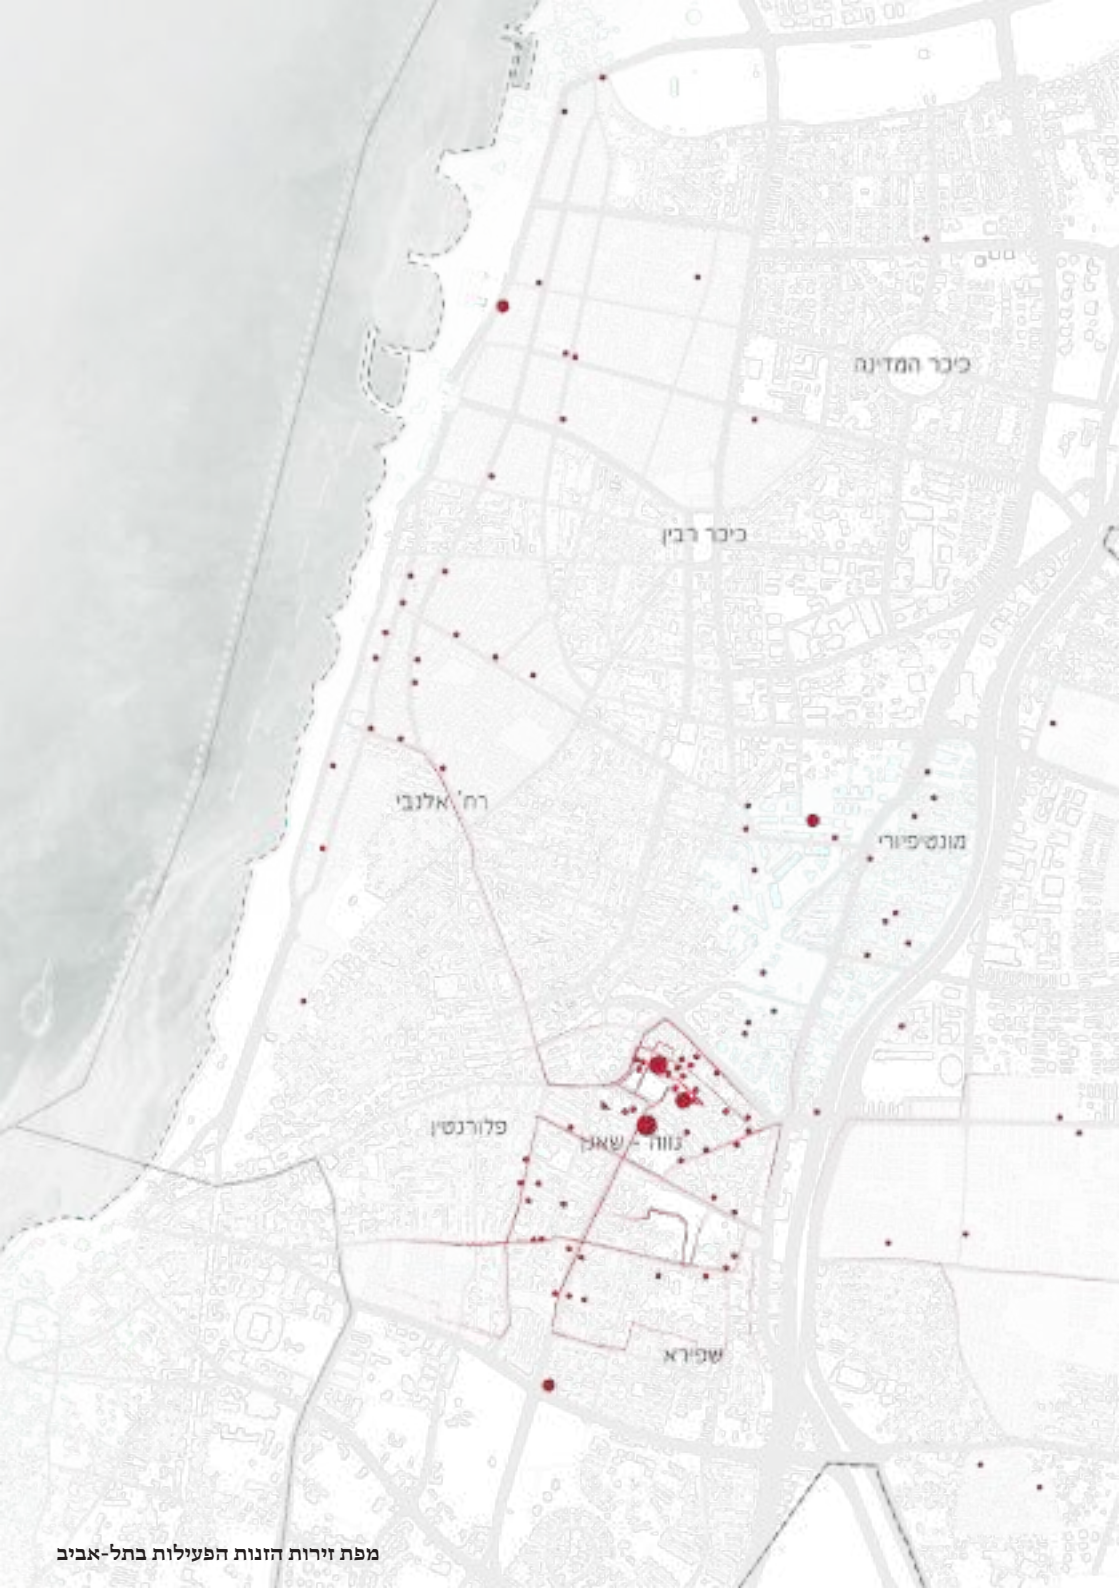 כיכר המדינה
כיכר רבין
רח' אלנבי
מונטיפיורי
פלורנטין
נווה - שאנן
שפירא
מפת זירות הזנות הפעילות בתל-אביב